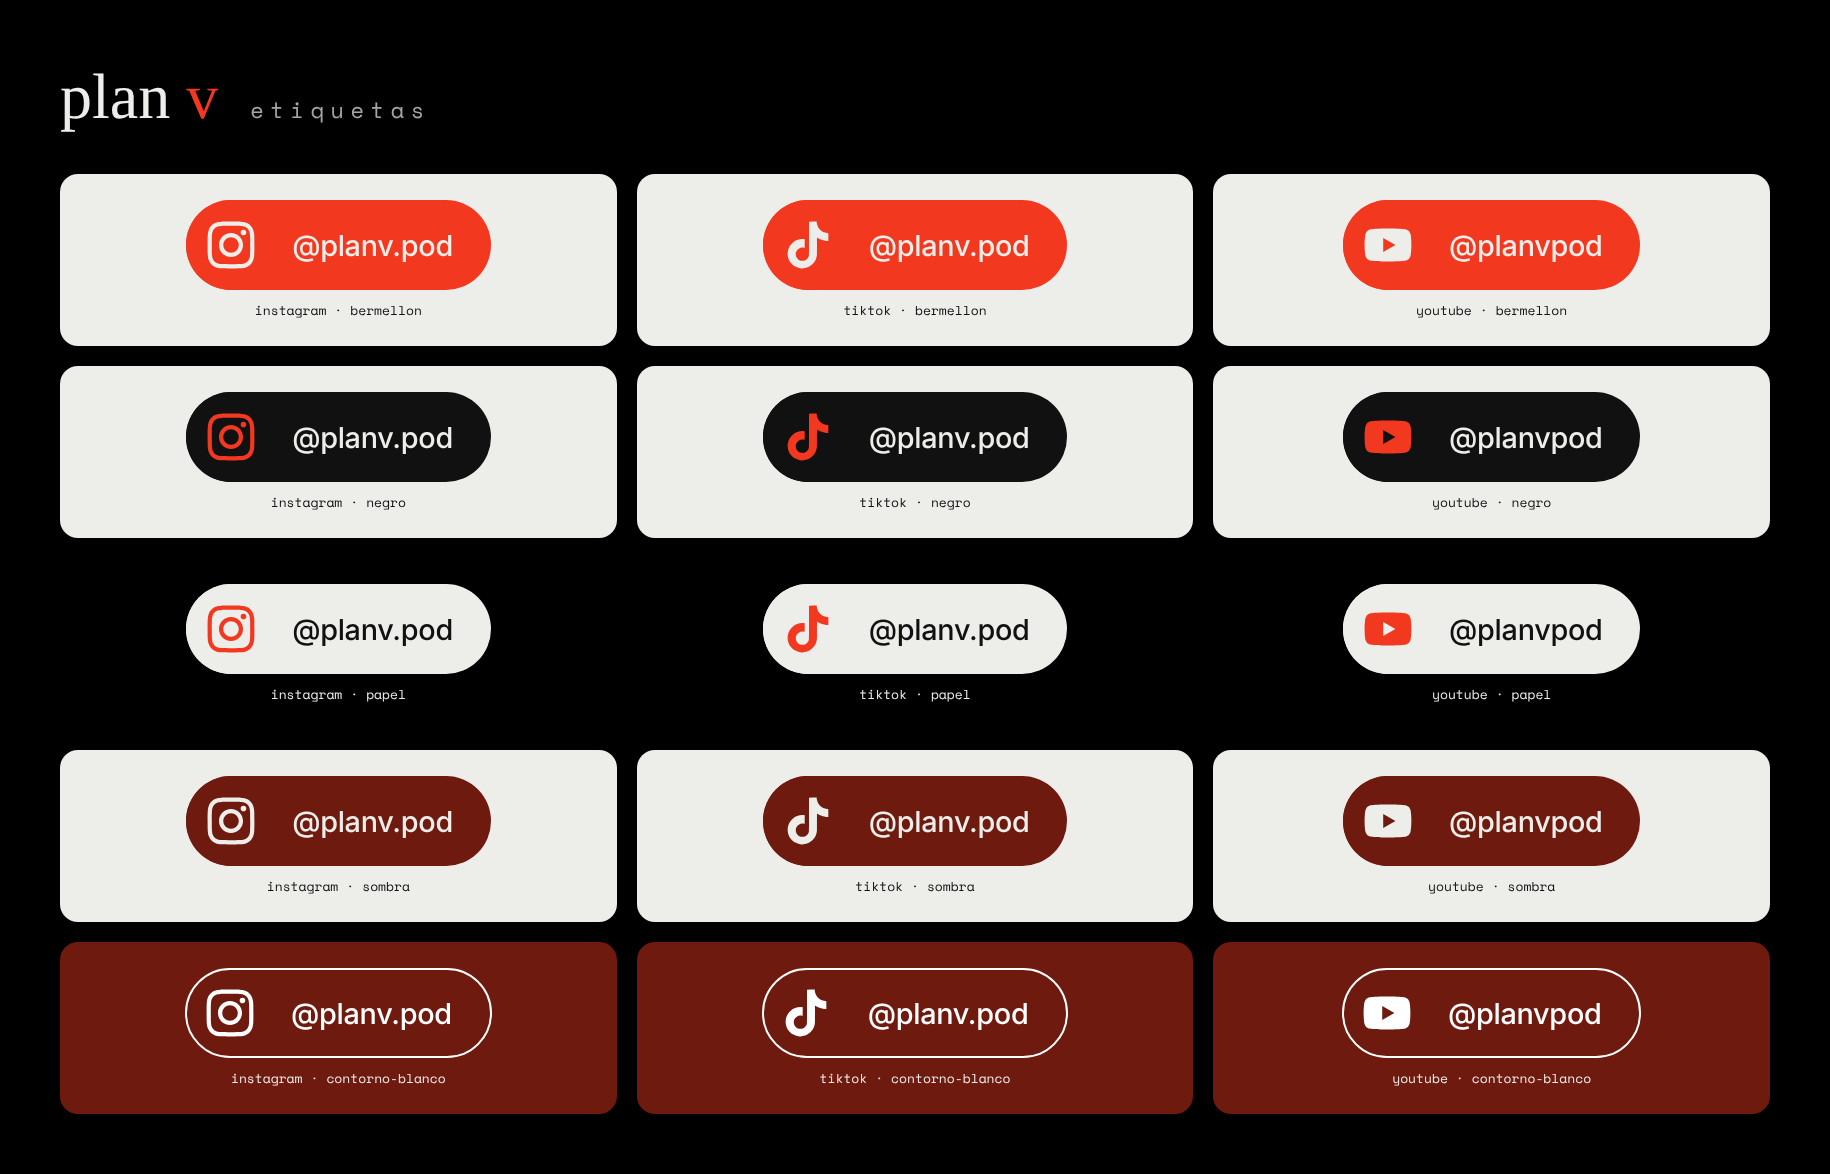 plan v etiquetas
@planv.pod @planv.pod @planvpod
instagram · bermellon tiktok · bermellon youtube · bermellon
@planv.pod @planv.pod @planvpod
instagram · negro tiktok · negro youtube · negro
@planv.pod @planv.pod @planvpod
instagram · papel tiktok · papel youtube · papel
@planv.pod @planv.pod @planvpod
instagram · sombra tiktok · sombra youtube · sombra
@planv.pod @planv.pod @planvpod
instagram · contorno-blanco tiktok · contorno-blanco youtube · contorno-blanco